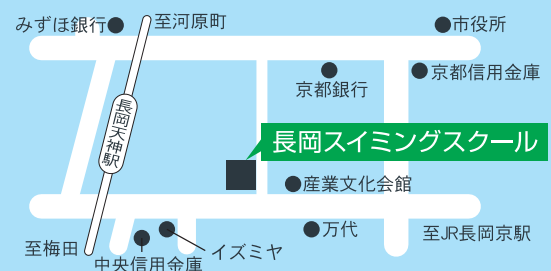 みずほ銀行
至河原町
市役所
京都銀行
京都信用金庫
長岡天神駅
長岡スイミングスクール
産業文化会館
万代
至JR長岡京駅
至梅田
イズミヤ
中央信用金庫